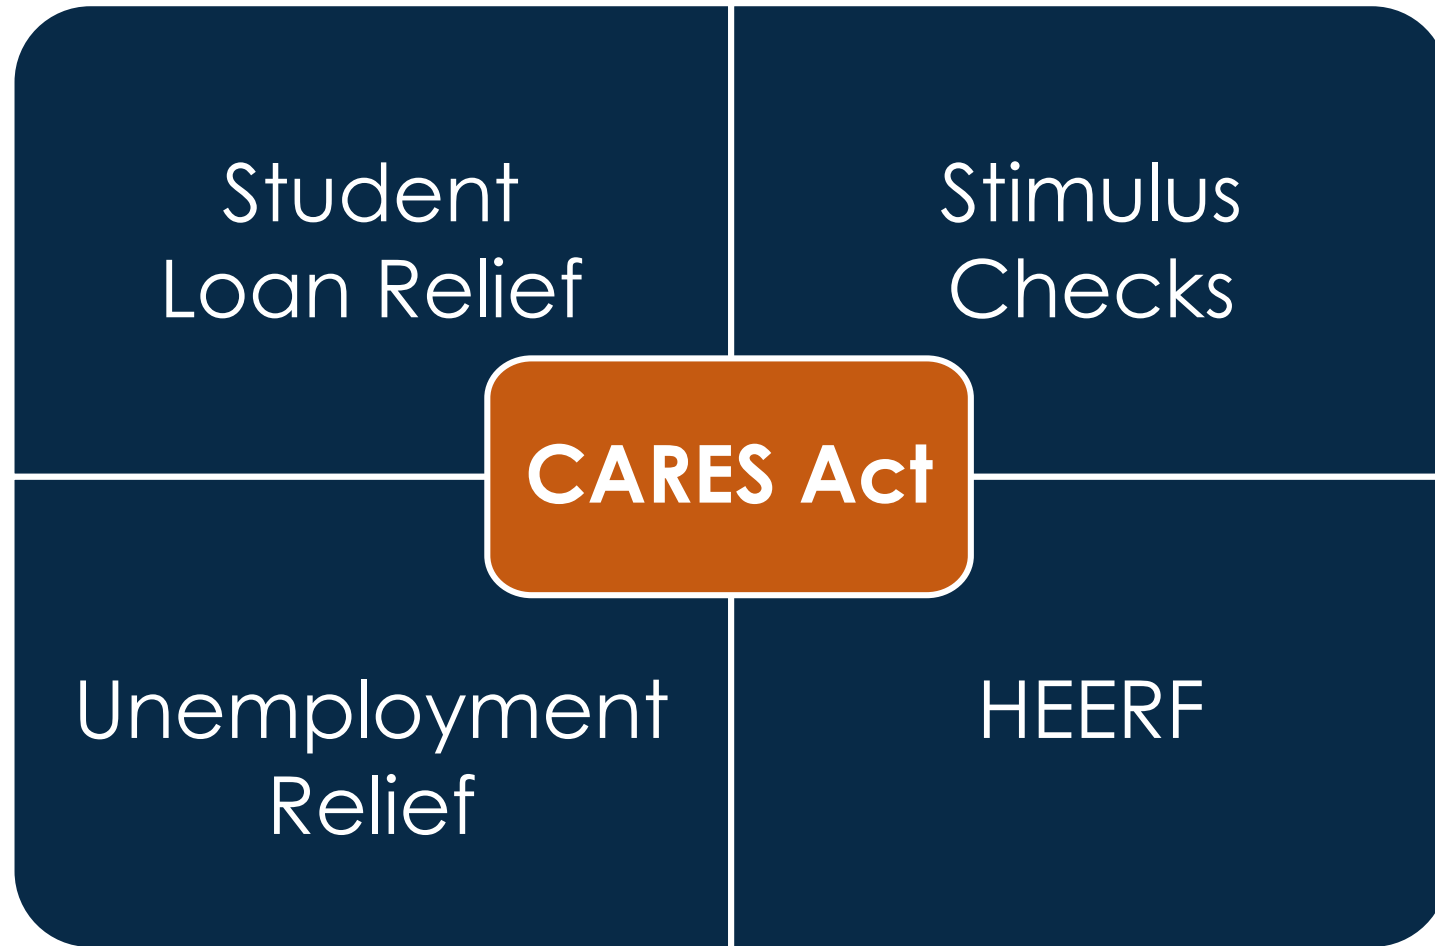 Student
Loan Relief
Stimulus
Checks
CARES Act
Unemployment
Relief
HEERF